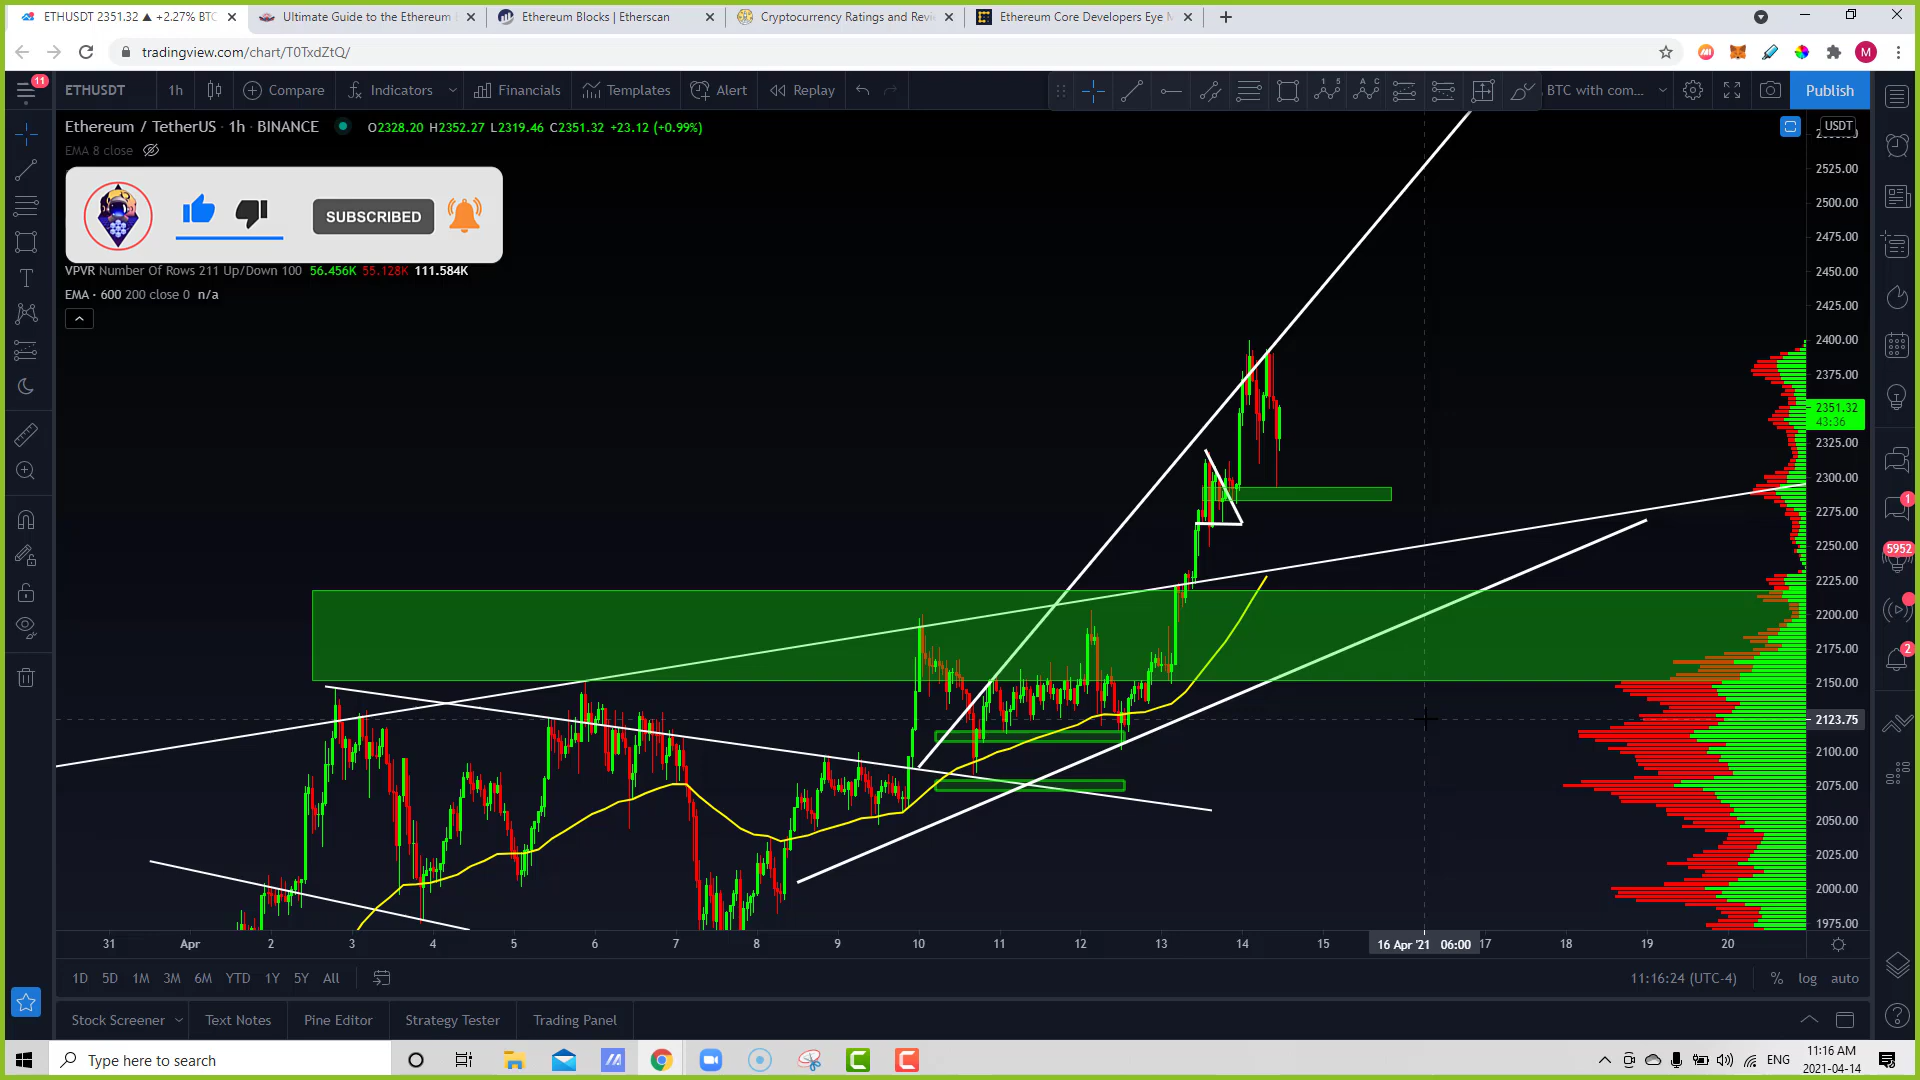 ETHUSDT 2351.32 ▲ +2.27% BTC
Ultimate Guide to the Ethereum
Ethereum Blocks | Etherscan
Cryptocurrency Ratings and Revi
Ethereum Core Developers Eye M
tradingview.com/chart/T0TxdZtQ/
M
11
ETHUSDT
1h
Compare
Indicators
Financials
Templates
Alert
Replay
BTC with com...
Publish
Ethereum / TetherUS · 1h · BINANCE
O2328.20 H2352.27 L2319.46 C2351.32 +23.12 (+0.99%)
USDT
EMA 8 close
SUBSCRIBED
VPVR Number Of Rows 211 Up/Down 100 56.456K 55.128K 111.584K
EMA · 600 200 close 0 n/a
2525.00
2500.00
2475.00
2450.00
2425.00
2400.00
2375.00
2351.32
43:36
2325.00
2300.00
2275.00
2250.00
2225.00
2200.00
2175.00
2150.00
2123.75
2100.00
2075.00
2050.00
2025.00
2000.00
1975.00
1
5952
2
31 Apr 2 3 4 5 6 7 8 9 10 11 12 13 14 15 16 Apr '21 06:00 17 18 19 20
1D 5D 1M 3M 6M YTD 1Y 5Y All
11:16:24 (UTC-4) % log auto
Stock Screener Text Notes Pine Editor Strategy Tester Trading Panel
Type here to search
ENG
11:16 AM
2021-04-14